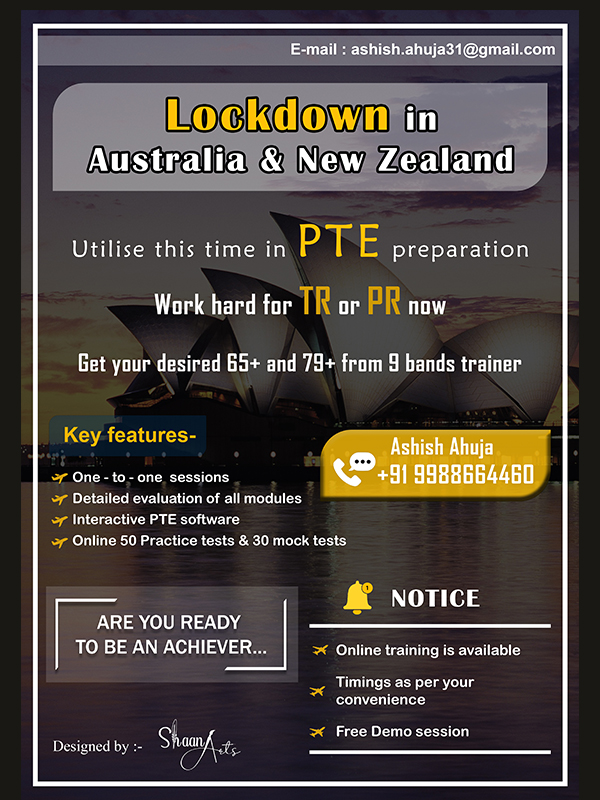 E-mail : ashish.ahuja31@gmail.com
Lockdown in
Australia & New Zealand
Utilise this time in PTE preparation
Work hard for TR or PR now
Get your desired 65+ and 79+ from 9 bands trainer
Key features-
One - to - one sessions
Detailed evaluation of all modules
Interactive PTE software
Online 50 Practice tests & 30 mock tests
Ashish Ahuja
+91 9988664460
ARE YOU READY
TO BE AN ACHIEVER...
1
NOTICE
Online training is available
Timings as per your
convenience
Free Demo session
Designed by :- Shaan Arts